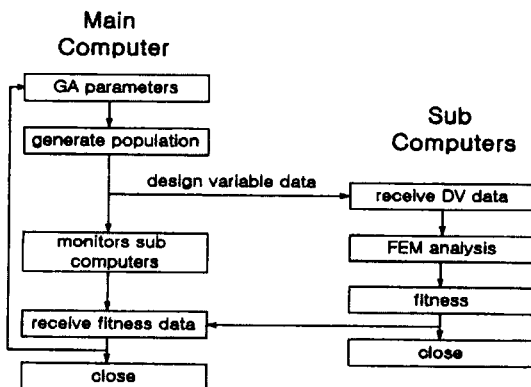 Main
Computer
GA parameters
generate population
design variable data
monitors sub
computers
receive fitness data
close
Sub
Computers
receive DV data
FEM analysis
fitness
close